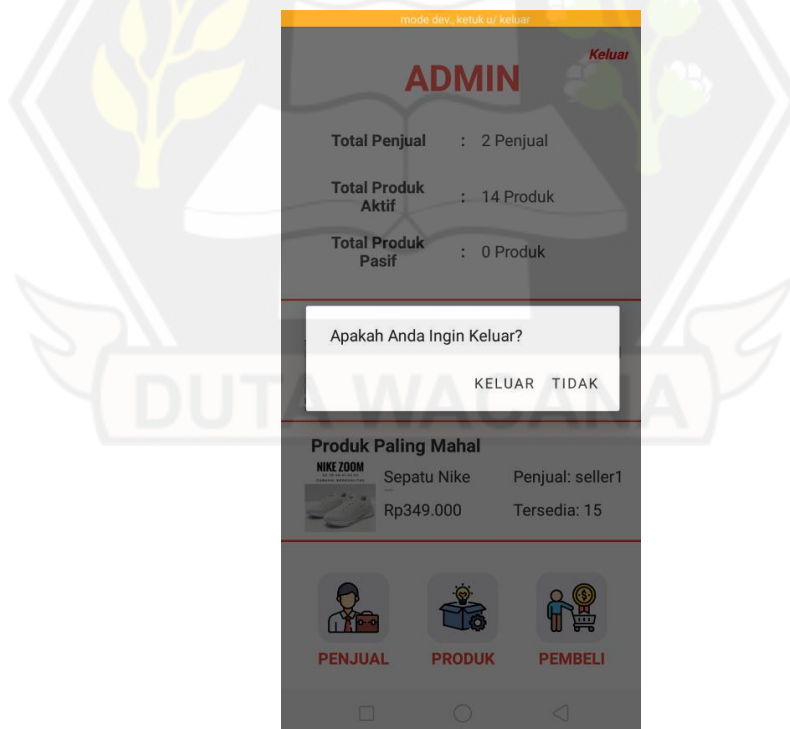 mode dev., ketuk u/ keluar
Keluar
ADMIN
Total Penjual : 2 Penjual
Total Produk Aktif : 14 Produk
Total Produk Pasif : 0 Produk
Apakah Anda Ingin Keluar?
KELUAR TIDAK
DUTA WACANA
Produk Paling Mahal
NIKE ZOOM
Sepatu Nike Penjual: seller1
Rp349.000 Tersedia: 15
PENJUAL PRODUK PEMBELI